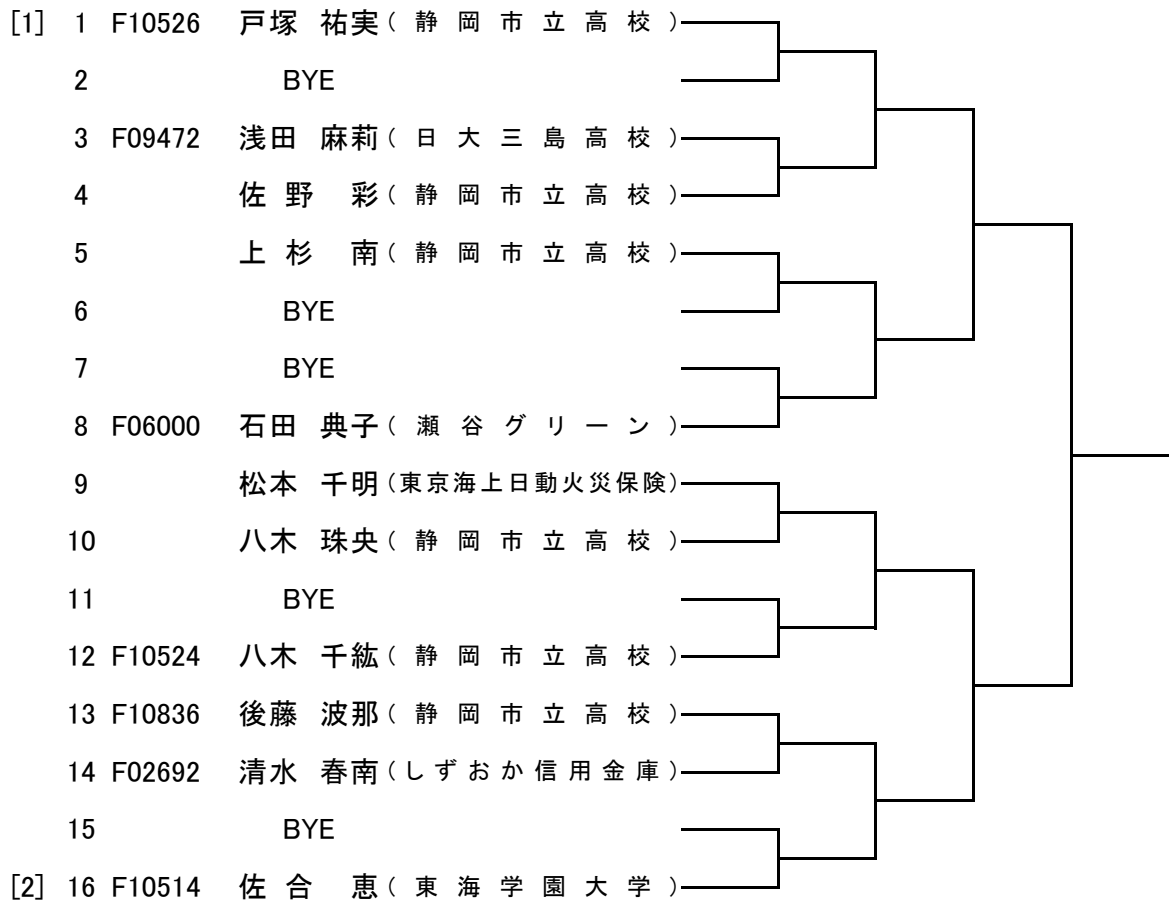 [1] 1 F10526 戸塚 祐実(静岡市立高校)
2 BYE
3 F09472 浅田 麻莉(日大三島高校)
4 佐野 彩(静岡市立高校)
5 上杉 南(静岡市立高校)
6 BYE
7 BYE
8 F06000 石田 典子(瀬谷グリーン)
9 松本 千明(東京海上日動火災保険)
10 八木 珠央(静岡市立高校)
11 BYE
12 F10524 八木 千紘(静岡市立高校)
13 F10836 後藤 波那(静岡市立高校)
14 F02692 清水 春南(しずおか信用金庫)
15 BYE
[2] 16 F10514 佐合 恵(東海学園大学)